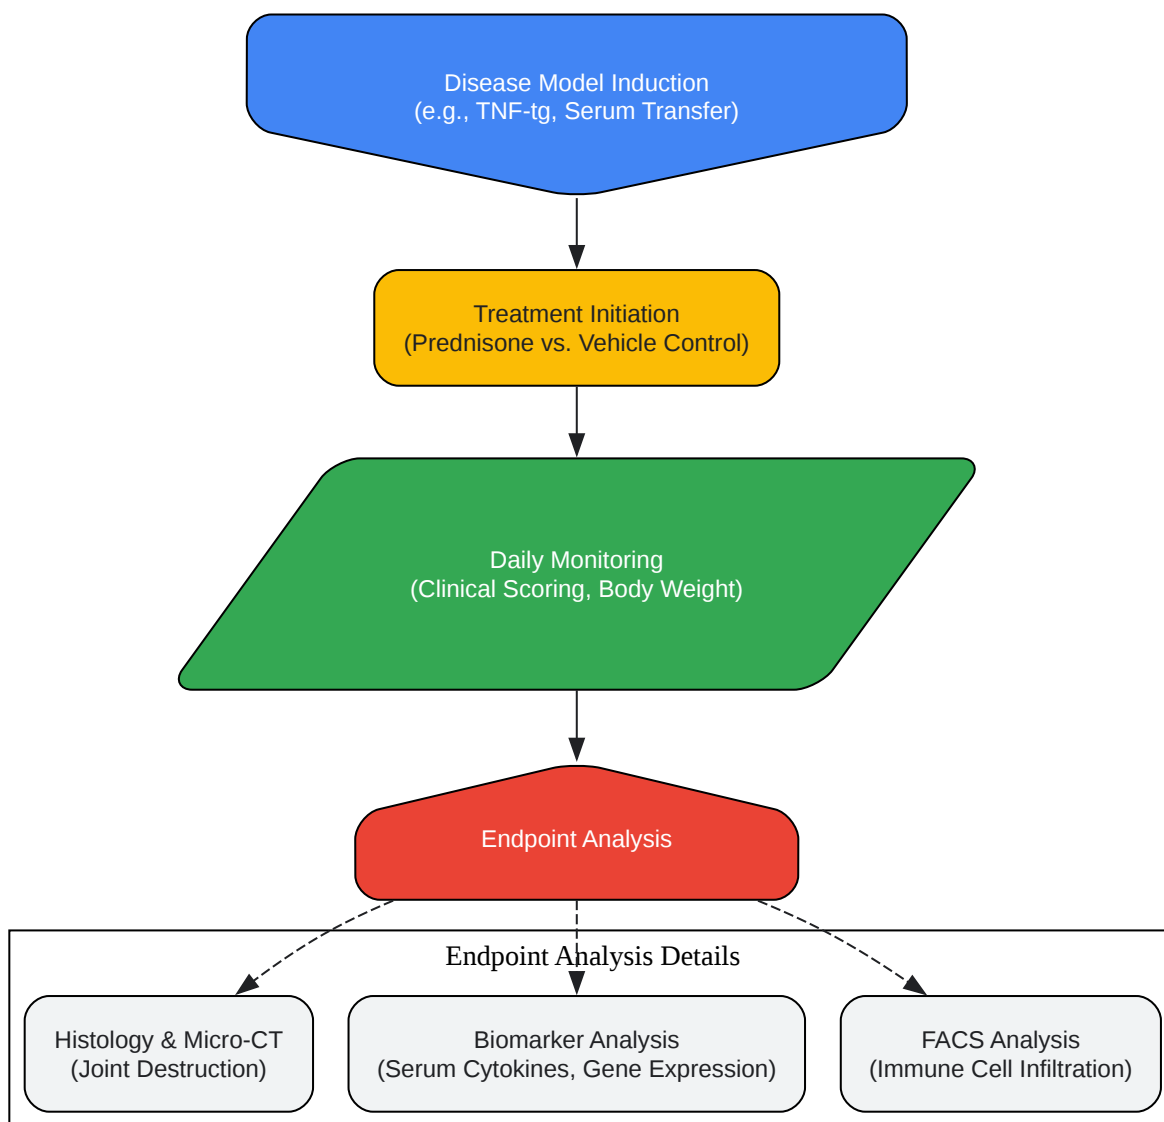 Disease Model Induction
(e.g., TNF-tg, Serum Transfer)
Treatment Initiation
(Prednisone vs. Vehicle Control)
Daily Monitoring
(Clinical Scoring, Body Weight)
Endpoint Analysis
Endpoint Analysis Details
Histology & Micro-CT
(Joint Destruction)
Biomarker Analysis
(Serum Cytokines, Gene Expression)
FACS Analysis
(Immune Cell Infiltration)